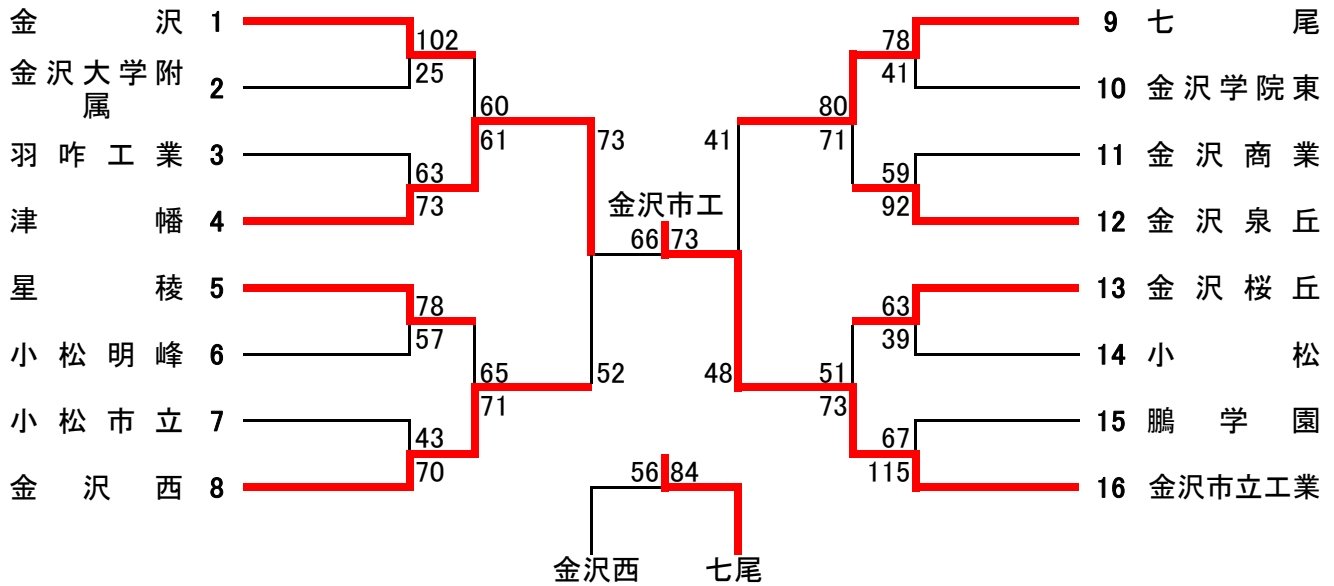 金沢 1
金沢大学附
属 2
羽咋工業 3
津幡 4
星稜 5
小松明峰 6
小松市立 7
金沢西 8
102
25
63
73
78
57
43
70
60
61
65
71
73
52
金沢市工
66 73
56 84
金沢西 七尾
41
48
80
71
51
73
78
41
59
92
63
39
67
115
9 七尾
10 金沢学院東
11 金沢商業
12 金沢泉丘
13 金沢桜丘
14 小松
15 鵬学園
16 金沢市立工業